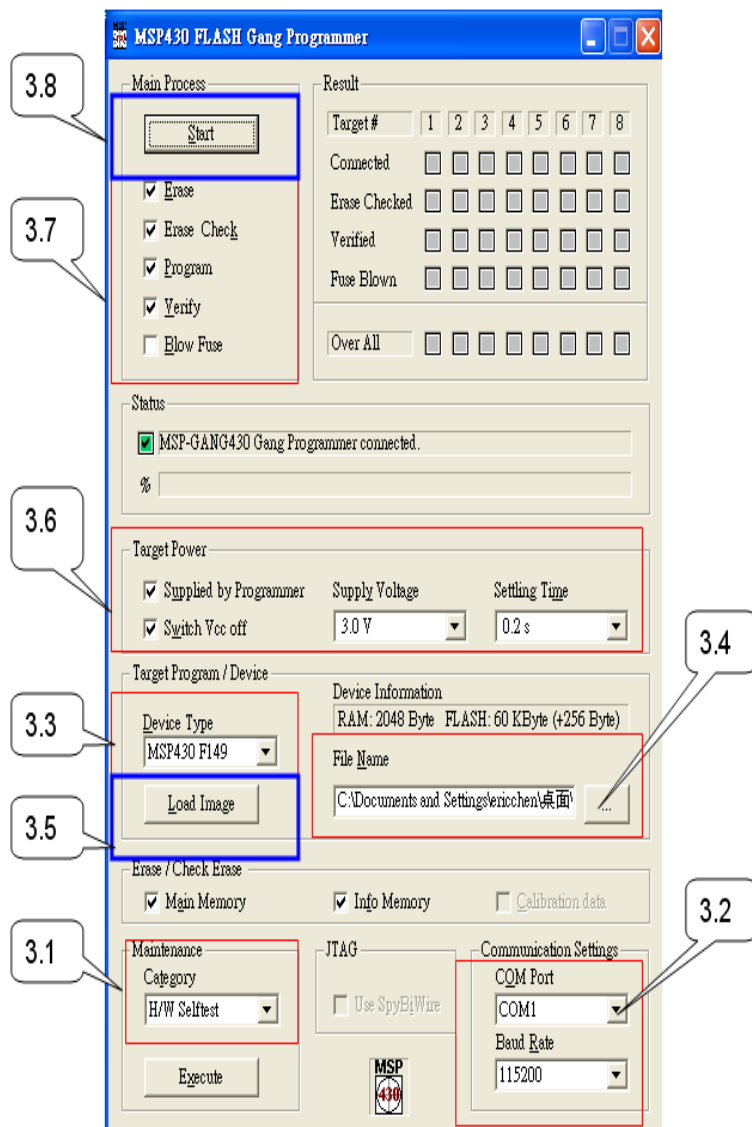 MSP430 FLASH Gang Programmer
3.8
Main Process
Start
3.7
Erase
Erase Check
Program
Verify
Blow Fuse
Result
Target # 1 2 3 4 5 6 7 8
Connected
Erase Checked
Verified
Fuse Blown
Over All
Status
MSP-GANG430 Gang Programmer connected.
%
3.6
Target Power
Supplied by Programmer
Switch Vcc off
Supply Voltage
3.0 V
Settling Time
0.2 s
3.4
Target Program / Device
3.3
Device Type
MSP430 F149
Device Information
RAM: 2048 Byte FLASH: 60 KByte (+256 Byte)
File Name
C:\Documents and Settings\ericchen\桌面\
...
3.5
Load Image
Erase / Check Erase
Main Memory
Info Memory
Calibration data
3.2
3.1
Maintenance
Category
H/W Selftest
Execute
JTAG
Use SpyBiWire
MSP
430
Communication Settings
COM Port
COM1
Baud Rate
115200